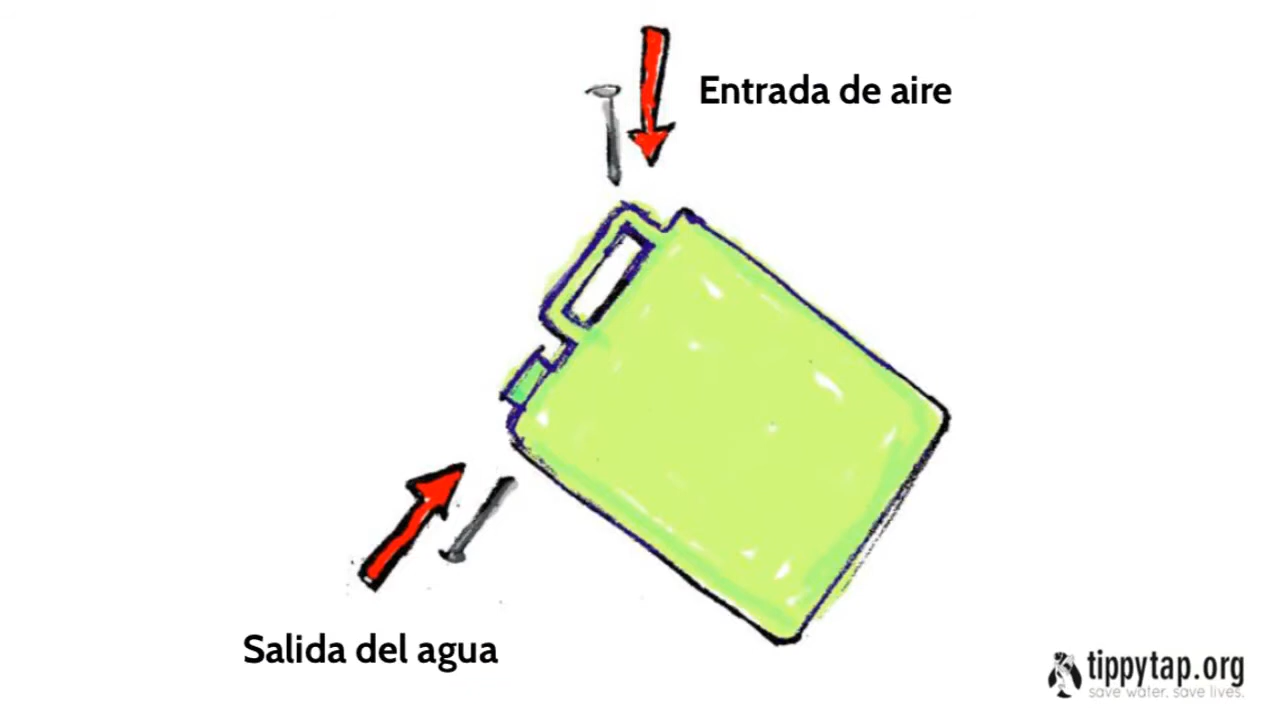 Entrada de aire
Salida del agua
tippytap.org
save water. save lives.